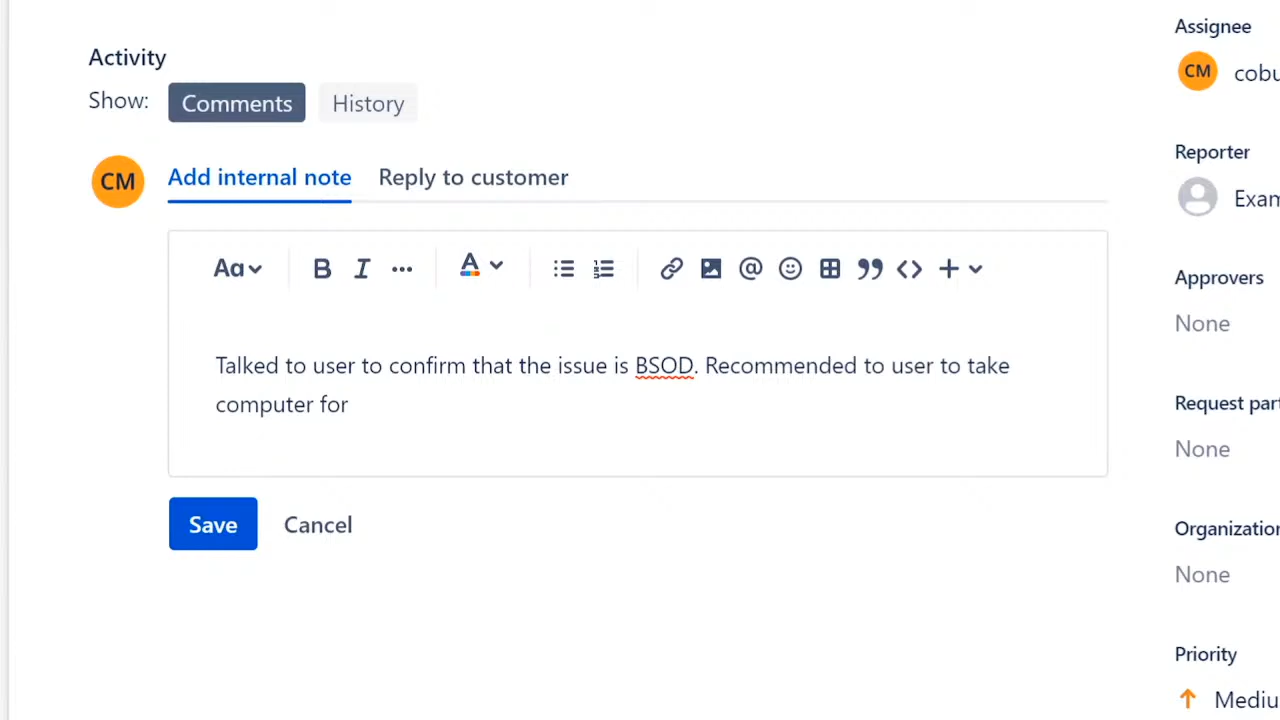 Activity
Show: Comments History
CM Add internal note Reply to customer
Aa B I A
Talked to user to confirm that the issue is BSOD. Recommended to user to take
computer for
Save Cancel
Assignee
CM cobu
Reporter
Exam
Approvers
None
Request part
None
Organization
None
Priority
Mediu